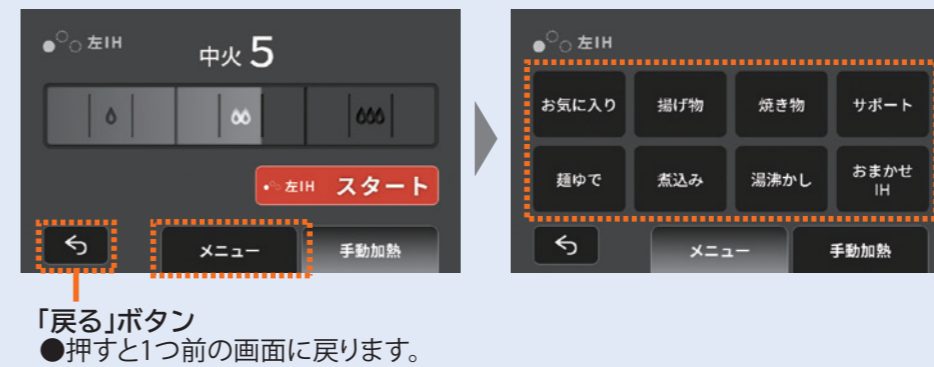 左IH
中火 5
左IH スタート
メニュー
手動加熱
「戻る」ボタン
●押すと1つ前の画面に戻ります。
左IH
お気に入り 揚げ物 焼き物 サポート
麺ゆで 煮込み 湯沸かし おまかせ
IH
メニュー
手動加熱